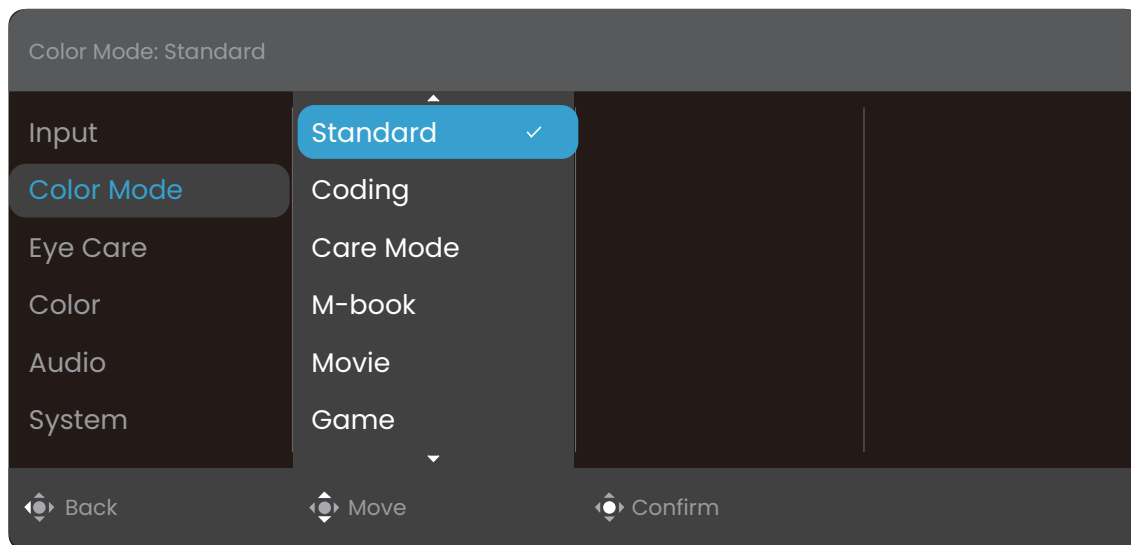 Color Mode: Standard
Input
Color Mode
Eye Care
Color
Audio
System
Standard
Coding
Care Mode
M-book
Movie
Game
Back
Move
Confirm